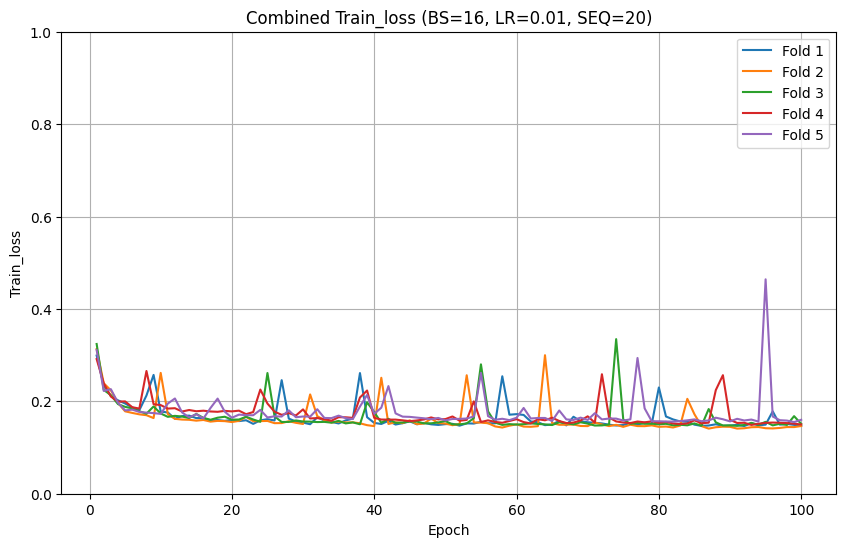 Combined Train_loss (BS=16, LR=0.01, SEQ=20)
1.0
0.8
0.6
0.4
0.2
0.0
Train_loss
Fold 1
Fold 2
Fold 3
Fold 4
Fold 5
0 20 40 60 80 100
Epoch